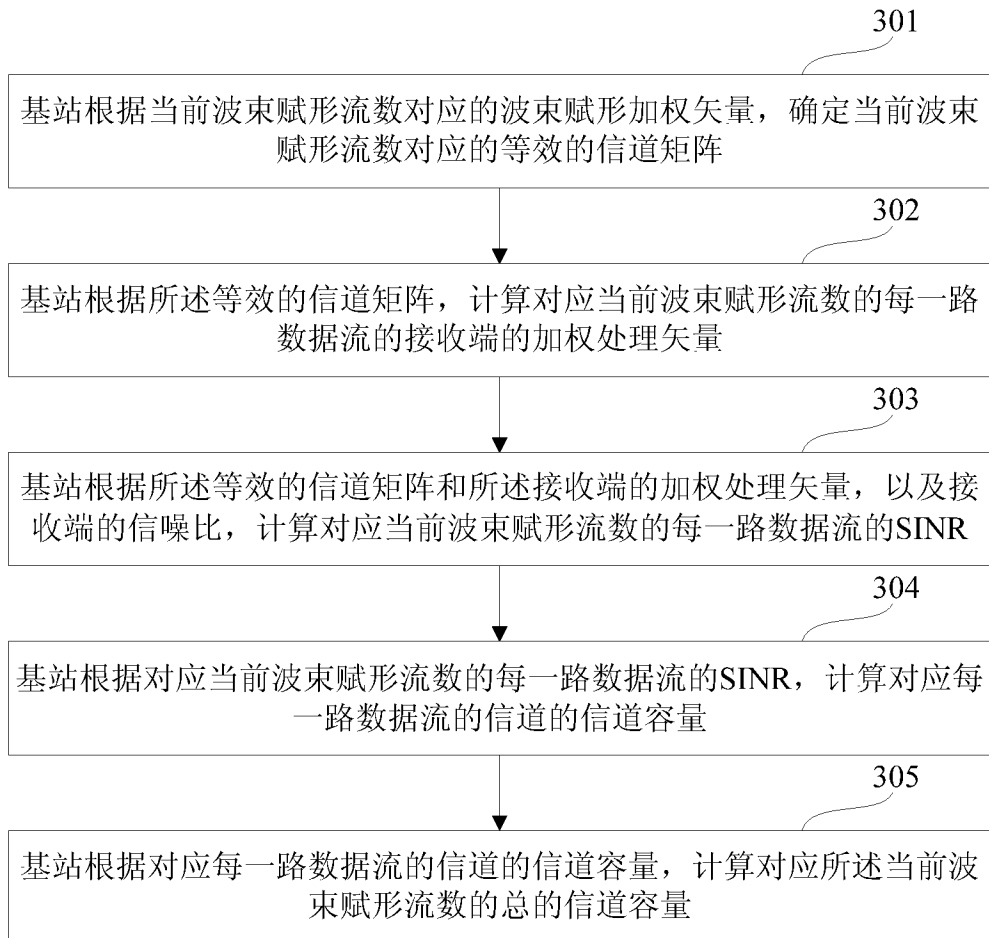 301
基站根据当前波束赋形流数对应的波束赋形加权矢量，确定当前波束
赋形流数对应的等效的信道矩阵
302
基站根据所述等效的信道矩阵，计算对应当前波束赋形流数的每一路
数据流的接收端的加权处理矢量
303
基站根据所述等效的信道矩阵和所述接收端的加权处理矢量，以及接
收端的信噪比，计算对应当前波束赋形流数的每一路数据流的SINR
304
基站根据对应当前波束赋形流数的每一路数据流的SINR，计算对应每
一路数据流的信道的信道容量
305
基站根据对应每一路数据流的信道的信道容量，计算对应所述当前波
束赋形流数的总的信道容量